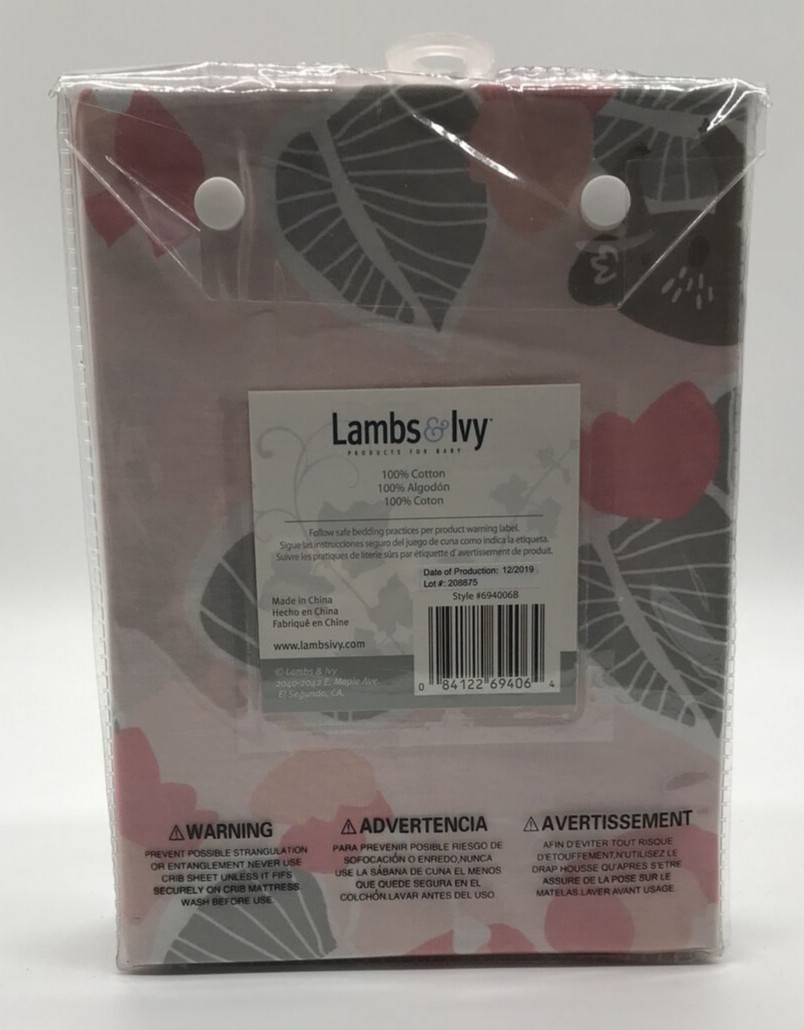 Lambs & Ivy™
PRODUCTS FOR BABY
100% Cotton
100% Algodón
100% Coton
Follow safe bedding practices per product warning label.
Sigue las instrucciones seguro del juego de cuna como indica la etiqueta.
Suivre les pratiques de literie sûrs par étiquette d'avertissement de produit.
Date of Production: 12/2019
Lot #: 208875
Style #694006B
Made in China
Hecho en China
Fabriqué en Chine
www.lambsivy.com
© Lambs & Ivy
2040-2042 E. Maple Ave.
El Segundo, CA.
0 84122 69406 4
⚠WARNING
PREVENT POSSIBLE STRANGULATION
OR ENTANGLEMENT NEVER USE
CRIB SHEET UNLESS IT FIFS
SECURELY ON CRIB MATTRESS
WASH BEFORE USE
⚠ADVERTENCIA
PARA PREVENIR POSIBLE RIESGO DE
SOFOCACIÓN O ENREDO,NUNCA
USE LA SÁBANA DE CUNA EL MENOS
QUE QUEDE SEGURA EN EL
COLCHÓN.LAVAR ANTES DEL USO
⚠AVERTISSEMENT
AFIN D'EVITER TOUT RISQUE
D'ETOUFFEMENT,N'UTILISEZ LE
DRAP HOUSSE QU'APRES S'ETRE
ASSURE DE LA POSE SUR LE
MATELAS LAVER AVANT USAGE.